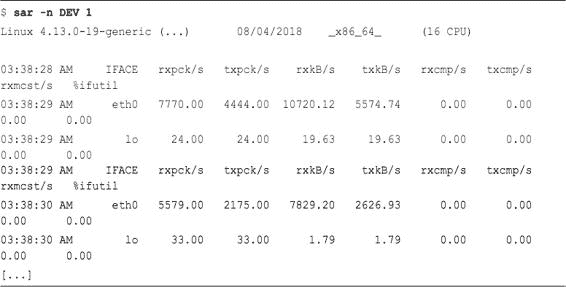 $ sar -n DEV 1
Linux 4.13.0-19-generic (...) 08/04/2018 _x86_64_ (16 CPU)
03:38:28 AM IFACE rxpck/s txpck/s rxkB/s txkB/s rxcmp/s txcmp/s
rxmcst/s %ifutil
03:38:29 AM eth0 7770.00 4444.00 10720.12 5574.74 0.00 0.00
0.00 0.00
03:38:29 AM lo 24.00 24.00 19.63 19.63 0.00 0.00
0.00 0.00
03:38:29 AM IFACE rxpck/s txpck/s rxkB/s txkB/s rxcmp/s txcmp/s
rxmcst/s %ifutil
03:38:30 AM eth0 5579.00 2175.00 7829.20 2626.93 0.00 0.00
0.00 0.00
03:38:30 AM lo 33.00 33.00 1.79 1.79 0.00 0.00
0.00 0.00
[...]